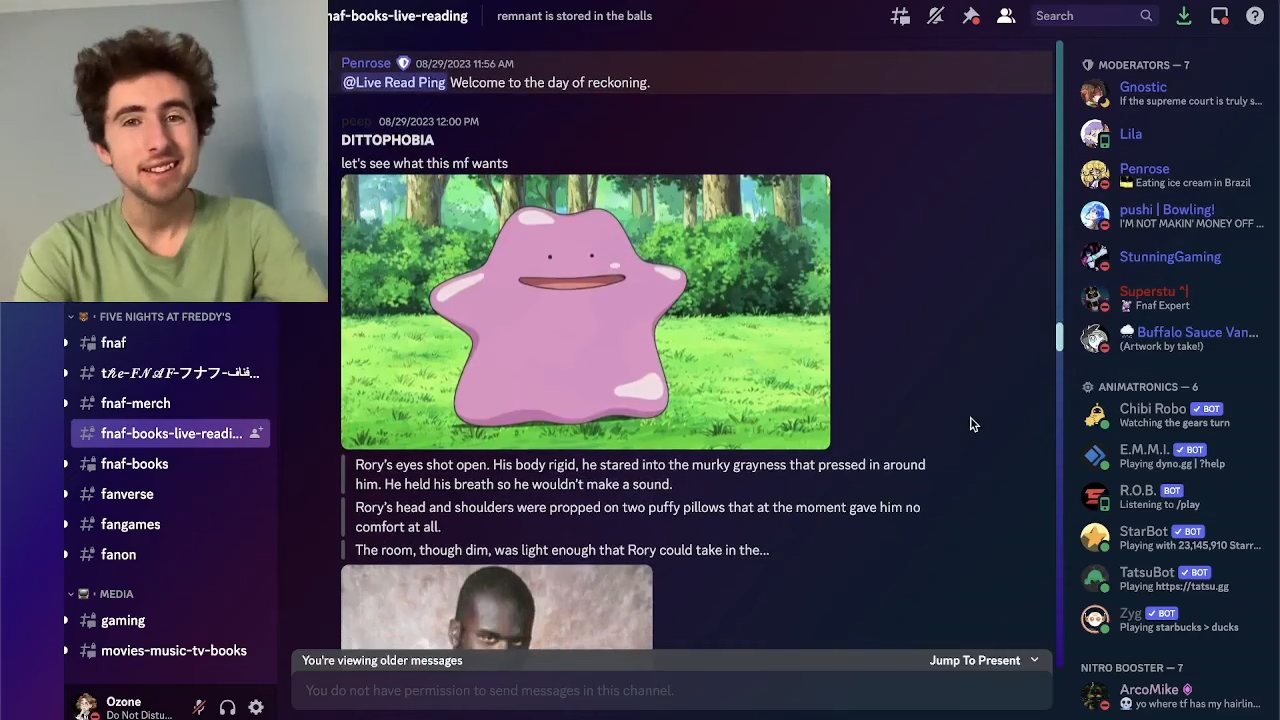 fnaf-books-live-reading
remnant is stored in the balls
Search
Penrose 08/29/2023 11:56 AM
@Live Read Ping Welcome to the day of reckoning.
peep 08/29/2023 12:00 PM
DITTOPHOBIA
let's see what this mf wants
Rory's eyes shot open. His body rigid, he stared into the murky grayness that pressed in around
him. He held his breath so he wouldn't make a sound.
Rory's head and shoulders were propped on two puffy pillows that at the moment gave him no
comfort at all.
The room, though dim, was light enough that Rory could take in the...
You're viewing older messages
Jump To Present
You do not have permission to send messages in this channel.
FIVE NIGHTS AT FREDDY'S
fnaf
fnaf-merch
fnaf-books-live-readi...
fnaf-books
fanverse
fangames
fanon
MEDIA
gaming
movies-music-tv-books
Ozone
Do Not Distu...
MODERATORS — 7
Gnostic
If the supreme court is truly s...
Lila
Penrose
Eating ice cream in Brazil
pushi | Bowling!
I'M NOT MAKIN' MONEY OFF ...
StunningGaming
Superstu ^|
Fnaf Expert
Buffalo Sauce Van...
(Artwork by take!)
ANIMATRONICS — 6
Chibi Robo ✓ BOT
Watching the gears turn
E.M.M.I. ✓ BOT
Playing dyno.gg | ?help
R.O.B. BOT
Listening to /play
StarBot ✓ BOT
Playing with 23,145,910 Starr...
TatsuBot ✓ BOT
Playing https://tatsu.gg
Zyg ✓ BOT
Playing starbucks > ducks
NITRO BOOSTER — 7
ArcoMike
yo where tf has my hairlin...